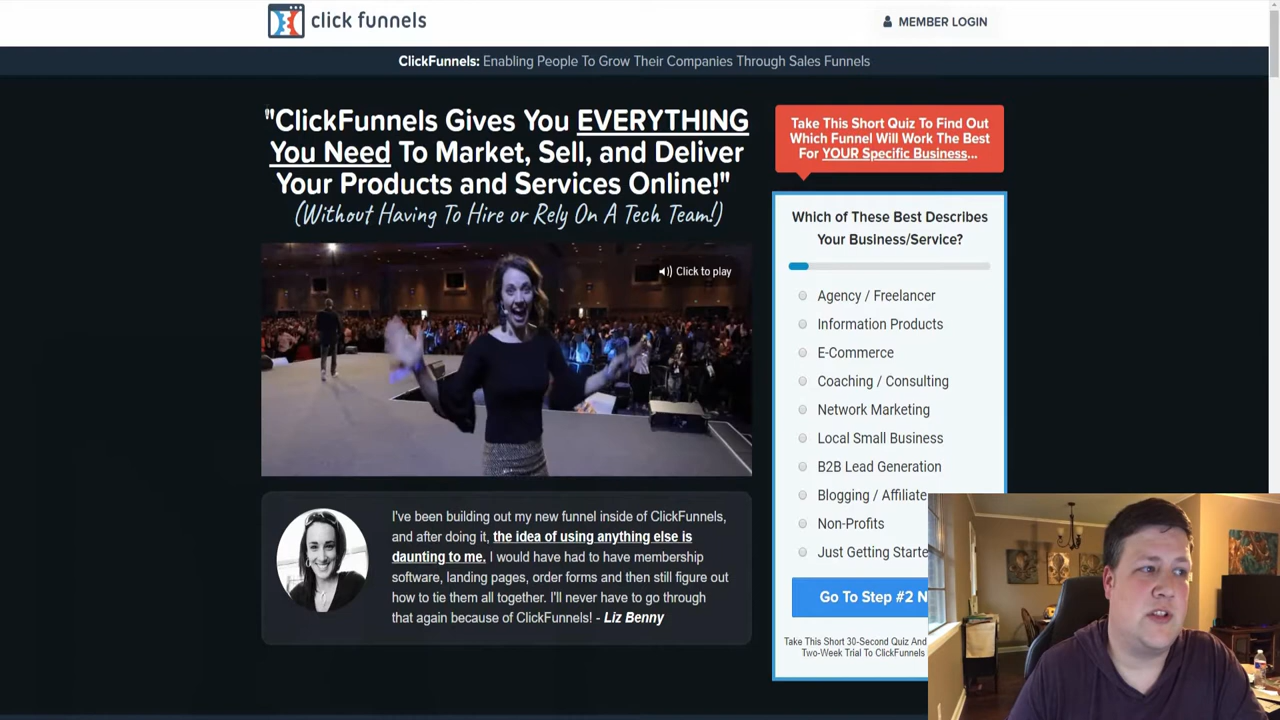 click funnels
MEMBER LOGIN
ClickFunnels: Enabling People To Grow Their Companies Through Sales Funnels
"ClickFunnels Gives You EVERYTHING
You Need To Market, Sell, and Deliver
Your Products and Services Online!"
(Without Having To Hire or Rely On A Tech Team!)
Click to play
I've been building out my new funnel inside of ClickFunnels,
and after doing it, the idea of using anything else is
daunting to me. I would have had to have membership
software, landing pages, order forms and then still figure out
how to tie them all together. I'll never have to go through
that again because of ClickFunnels! - Liz Benny
Take This Short Quiz To Find Out
Which Funnel Will Work The Best
For YOUR Specific Business...
Which of These Best Describes
Your Business/Service?
Agency / Freelancer
Information Products
E-Commerce
Coaching / Consulting
Network Marketing
Local Small Business
B2B Lead Generation
Blogging / Affiliate
Non-Profits
Just Getting Starte
Go To Step #2 N
Take This Short 30-Second Quiz And
Two-Week Trial To ClickFunnels